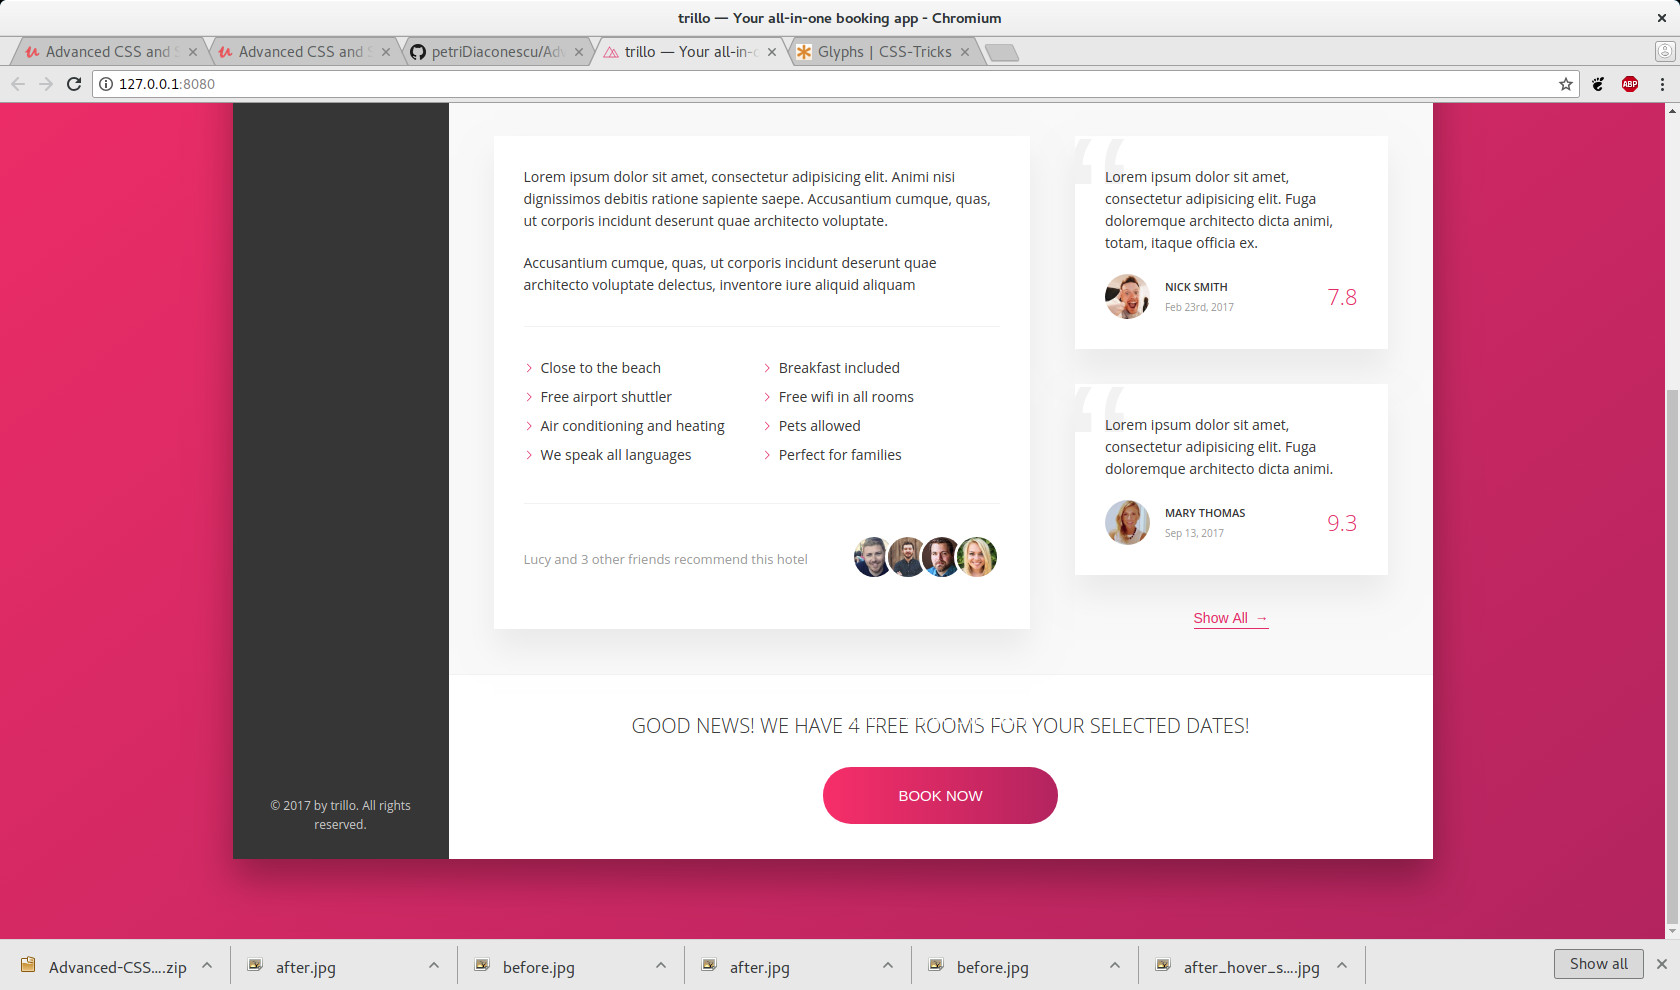 trillo — Your all-in-one booking app - Chromium
Advanced CSS and S
Advanced CSS and S
petriDiaconescu/Adv
trillo — Your all-in-o
Glyphs | CSS-Tricks
127.0.0.1:8080
ABP
Lorem ipsum dolor sit amet, consectetur adipisicing elit. Animi nisi
dignissimos debitis ratione sapiente saepe. Accusantium cumque, quas,
ut corporis incidunt deserunt quae architecto voluptate.
Accusantium cumque, quas, ut corporis incidunt deserunt quae
architecto voluptate delectus, inventore iure aliquid aliquam
Close to the beach
Breakfast included
Free airport shuttler
Free wifi in all rooms
Air conditioning and heating
Pets allowed
We speak all languages
Perfect for families
Lucy and 3 other friends recommend this hotel
“
Lorem ipsum dolor sit amet,
consectetur adipisicing elit. Fuga
doloremque architecto dicta animi,
totam, itaque officia ex.
NICK SMITH
Feb 23rd, 2017
7.8
“
Lorem ipsum dolor sit amet,
consectetur adipisicing elit. Fuga
doloremque architecto dicta animi.
MARY THOMAS
Sep 13, 2017
9.3
Show All →
GOOD NEWS! WE HAVE 4 FREE ROOMS FOR YOUR SELECTED DATES!
BOOK NOW
© 2017 by trillo. All rights
reserved.
Advanced-CSS....zip
after.jpg
before.jpg
after.jpg
before.jpg
after_hover_s....jpg
Show all